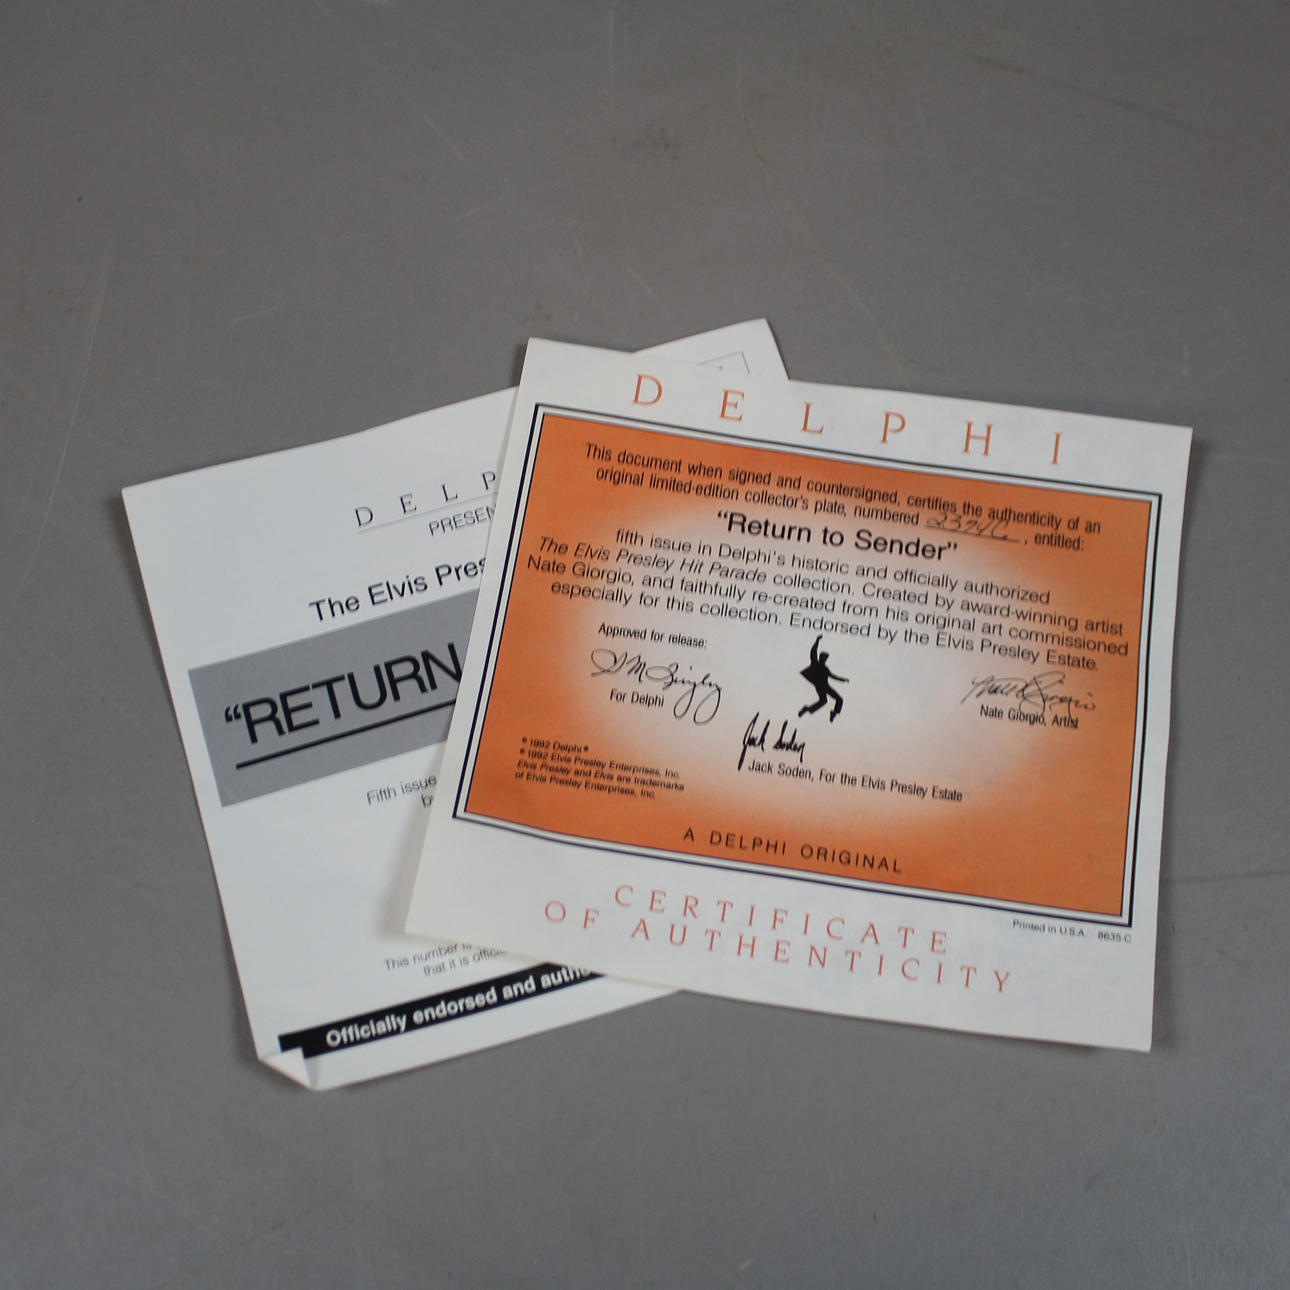 DELPHI
This document when signed and countersigned, certifies the authenticity of an
original limited-edition collector's plate, numbered 2394C, entitled:
"Return to Sender"
fifth issue in Delphi's historic and officially authorized
The Elvis Presley Hit Parade collection. Created by award-winning artist
Nate Giorgio, and faithfully re-created from his original art commissioned
especially for this collection. Endorsed by the Elvis Presley Estate.
Approved for release:
For Delphi
Nate Giorgio, Artist
Jack Soden
Jack Soden, For the Elvis Presley Estate
© 1992 Delphi®
© 1992 Elvis Presley Enterprises, Inc.
Elvis Presley and Elvis are trademarks
of Elvis Presley Enterprises, Inc.
A DELPHI ORIGINAL
Printed in U.S.A. 8635-C
CERTIFICATE
OF AUTHENTICITY
DELP
PRESEN
The Elvis Pres
"RETURN
Fifth issue
This number is
that it is offic
Officially endorsed and autho